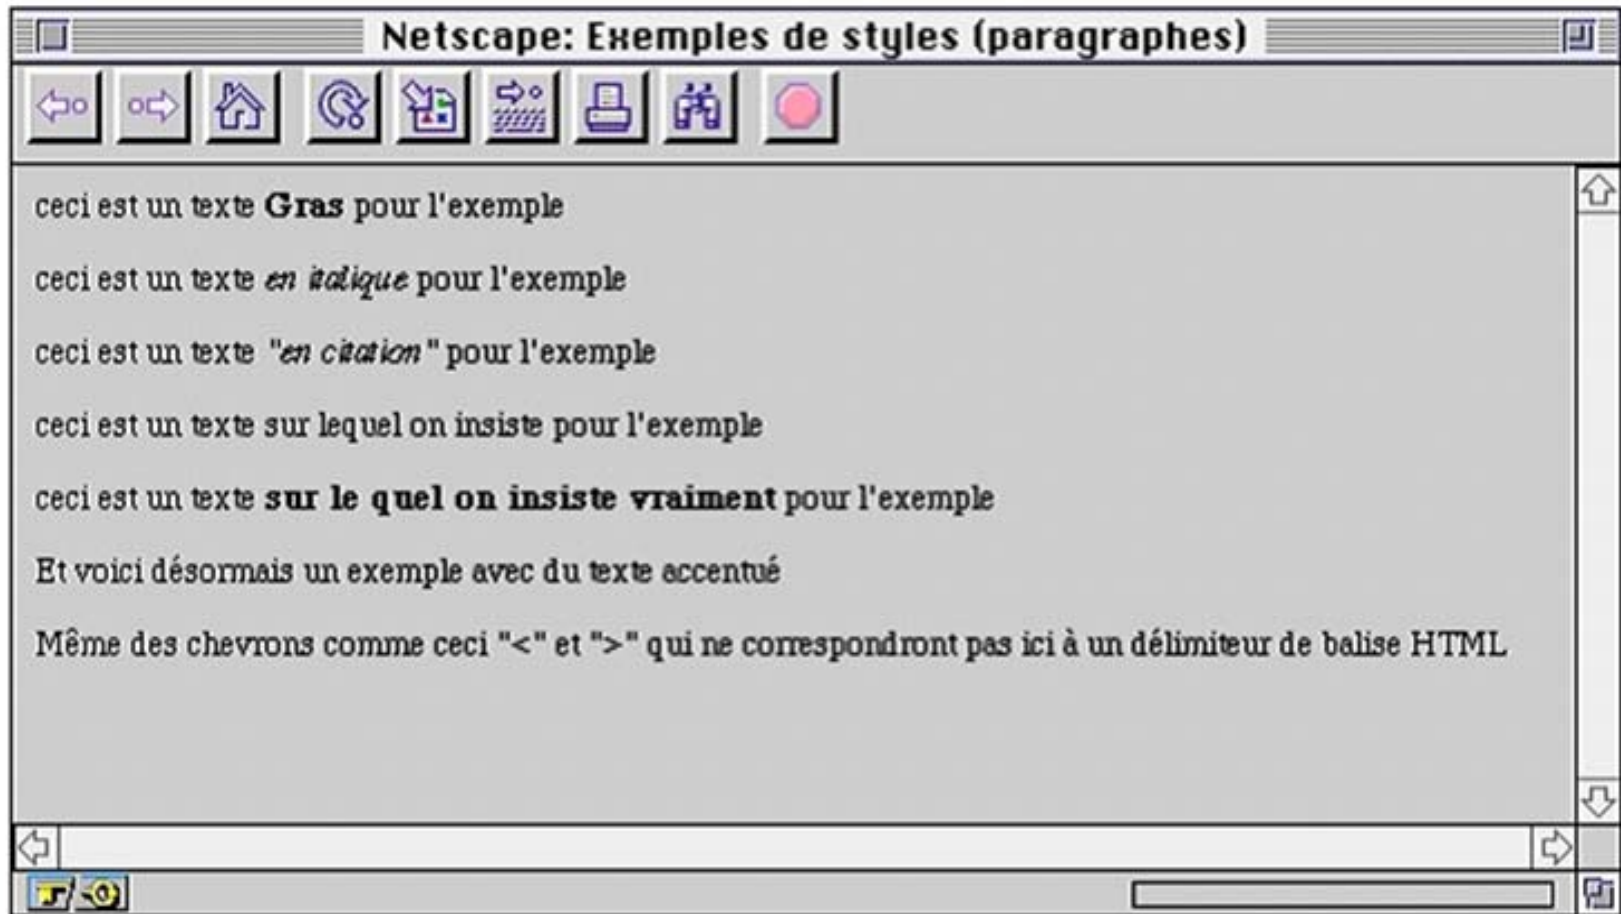 Netscape: Exemples de styles (paragraphes)
ceci est un texte Gras pour l'exemple
ceci est un texte en italique pour l'exemple
ceci est un texte "en citation" pour l'exemple
ceci est un texte sur lequel on insiste pour l'exemple
ceci est un texte sur le quel on insiste vraiment pour l'exemple
Et voici désormais un exemple avec du texte accentué
Même des chevrons comme ceci "<" et ">" qui ne correspondront pas ici à un délimiteur de balise HTML